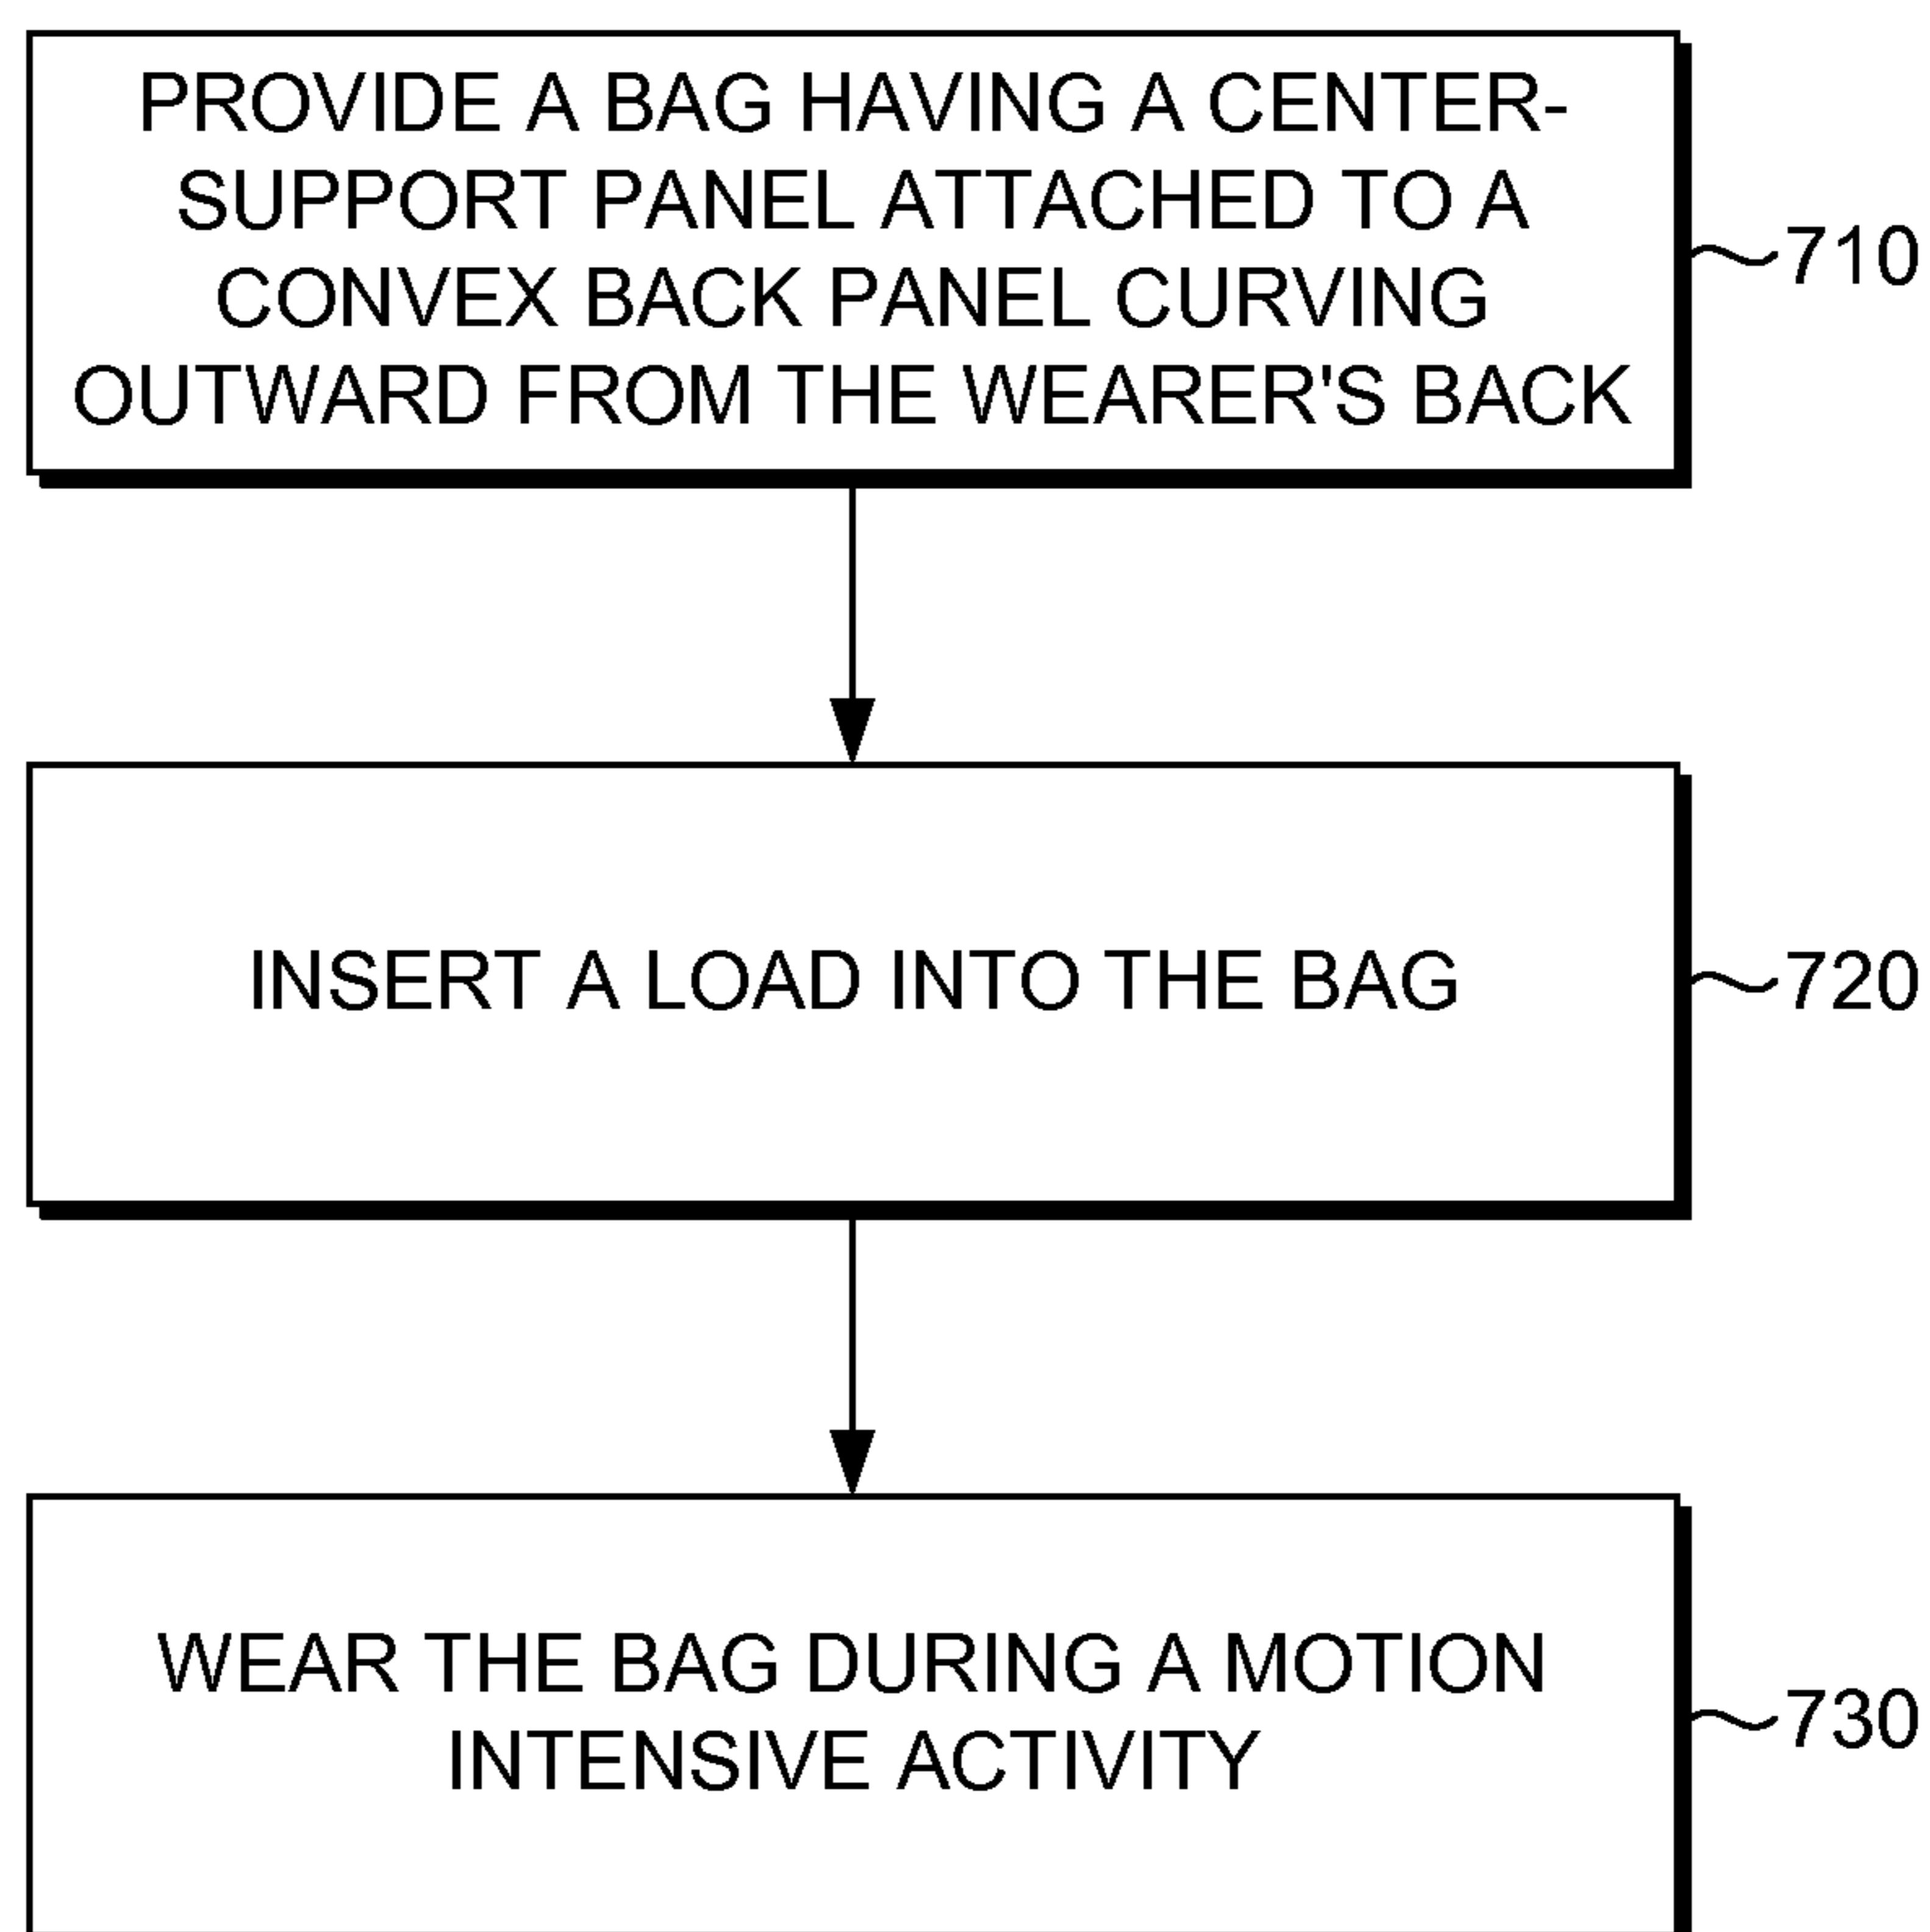 PROVIDE A BAG HAVING A CENTER-
SUPPORT PANEL ATTACHED TO A
CONVEX BACK PANEL CURVING
OUTWARD FROM THE WEARER'S BACK
710
INSERT A LOAD INTO THE BAG
720
WEAR THE BAG DURING A MOTION
INTENSIVE ACTIVITY
730